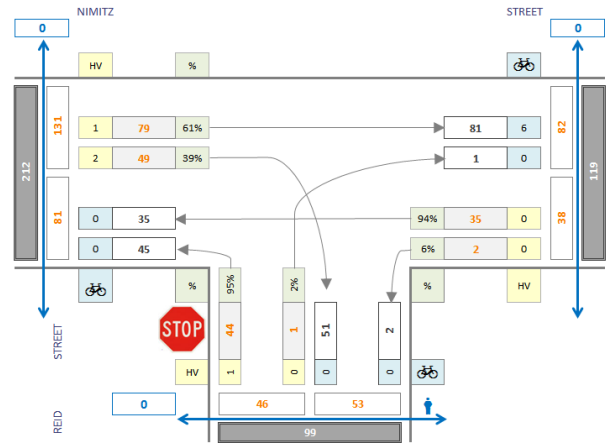 NIMITZ STREET
0 0
HV %
131 1 79 61% 81 6 82
2 49 39% 1 0
212 119
81 0 35 94% 35 0 38
0 45 6% 2 0
% 95% 2% % HV
STREET STOP 44 1 51 2
HV 1 0 0 0
REID 0 46 53
99